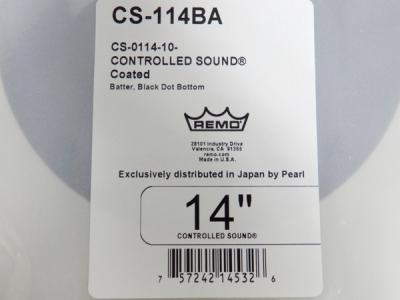 CS-114BA
CS-0114-10-
CONTROLLED SOUND®
Coated
Batter, Black Dot Bottom
REMO
28101 Industry Drive
Valencia, CA 91355
remo.com
Made in U.S.A.
Exclusively distributed in Japan by Pearl
14"
CONTROLLED SOUND®
7 57242 14532 6